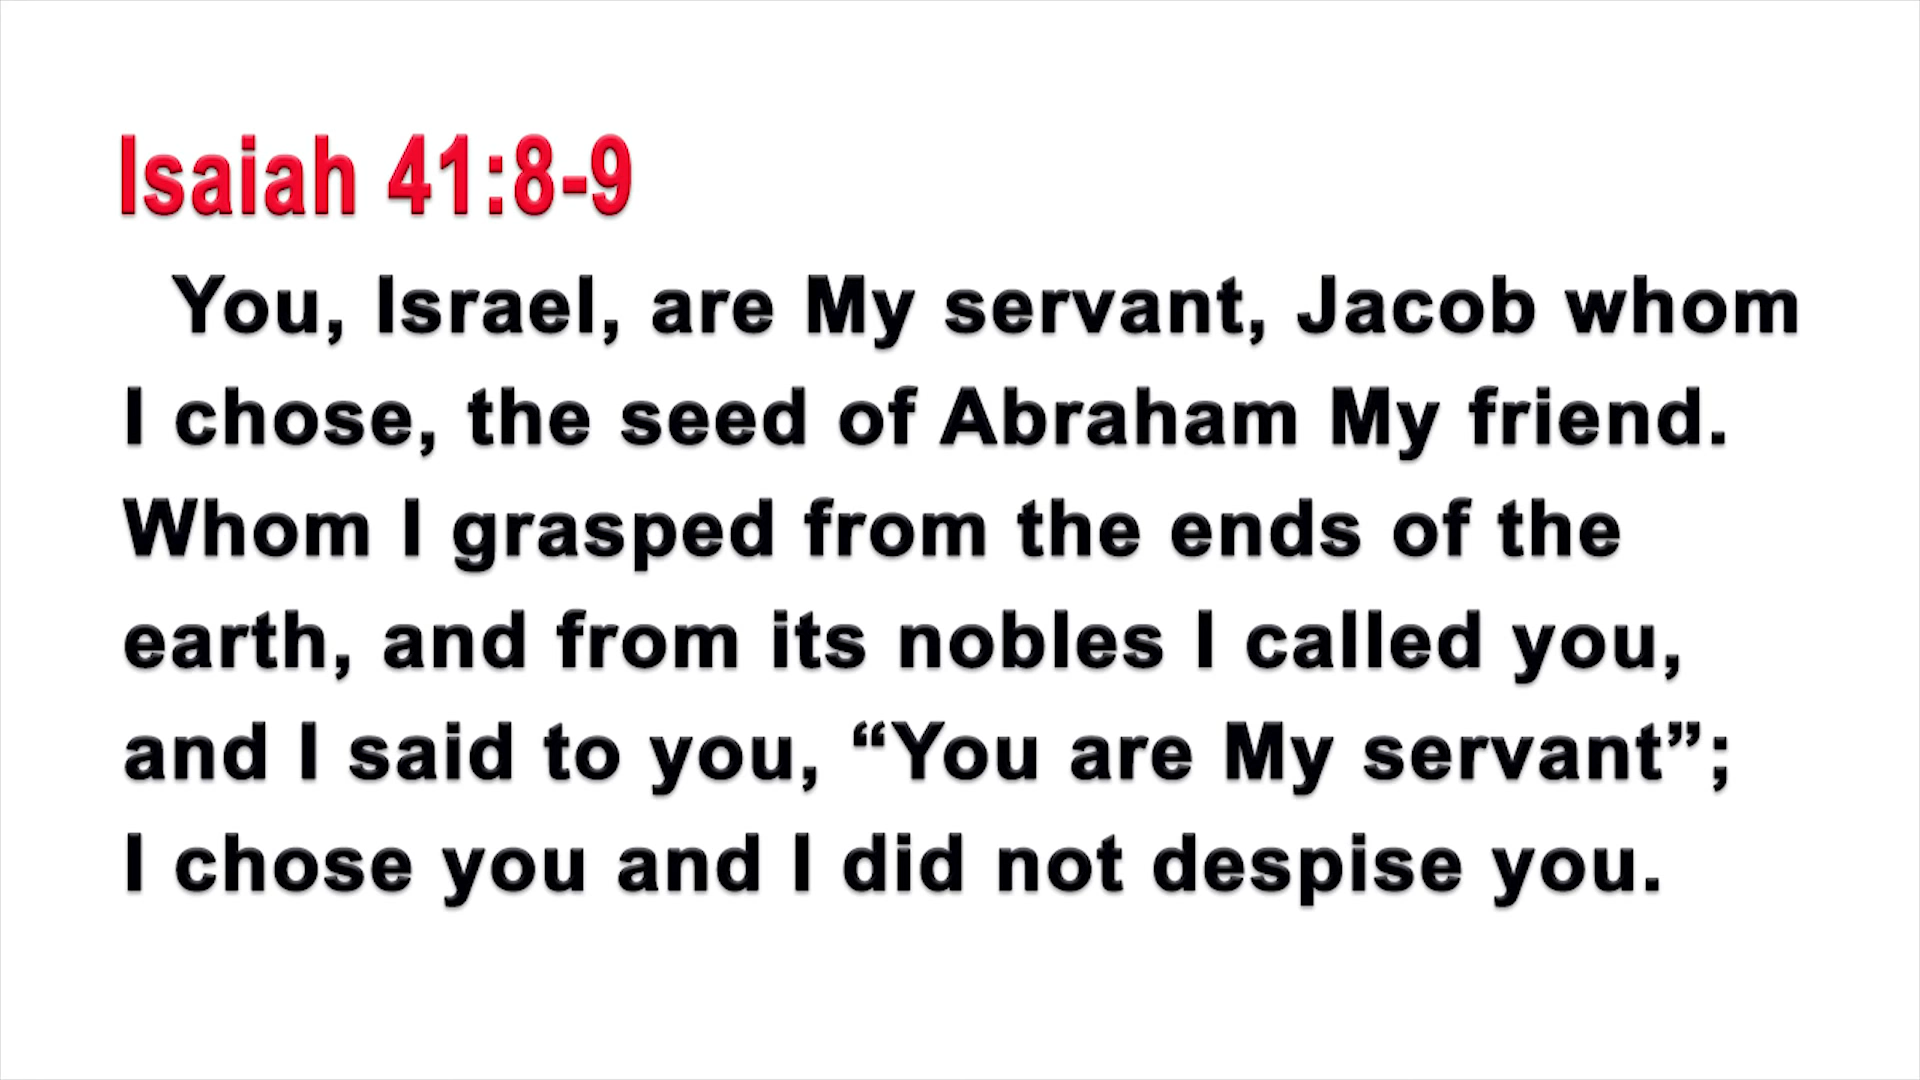 Isaiah 41:8-9
You, Israel, are My servant, Jacob whom
I chose, the seed of Abraham My friend.
Whom I grasped from the ends of the
earth, and from its nobles I called you,
and I said to you, “You are My servant”;
I chose you and I did not despise you.